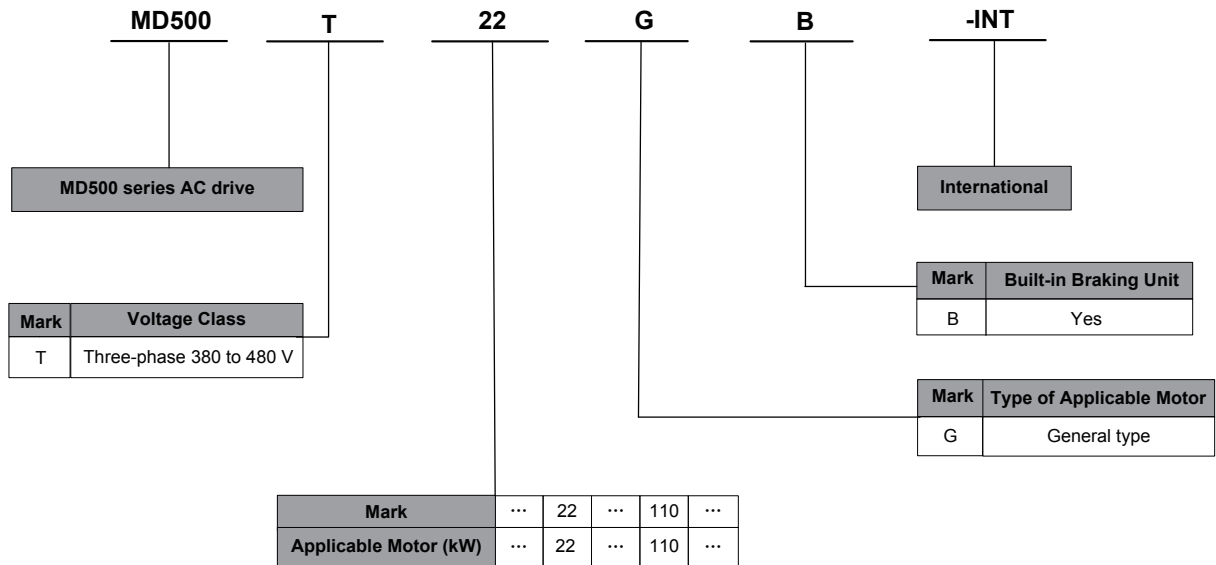 MD500 T 22 G B -INT
MD500 series AC drive
International
Mark Built-in Braking Unit
B Yes
Mark Voltage Class
T Three-phase 380 to 480 V
Mark Type of Applicable Motor
G General type
Mark ··· 22 ··· 110 ···
Applicable Motor (kW) ··· 22 ··· 110 ···